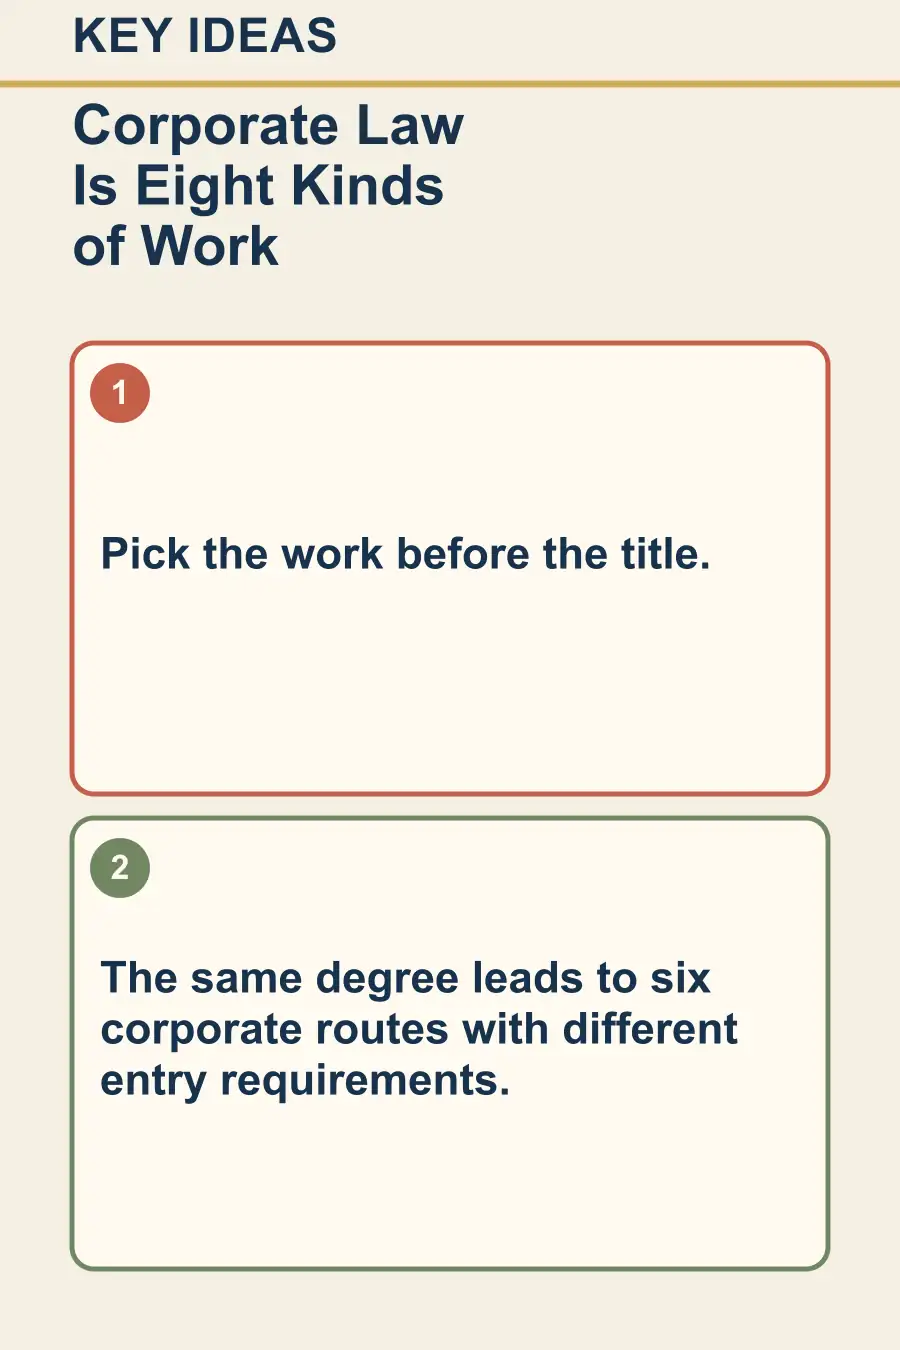 KEY IDEAS
Corporate Law
Is Eight Kinds
of Work
1
Pick the work before the title.
2
The same degree leads to six
corporate routes with different
entry requirements.